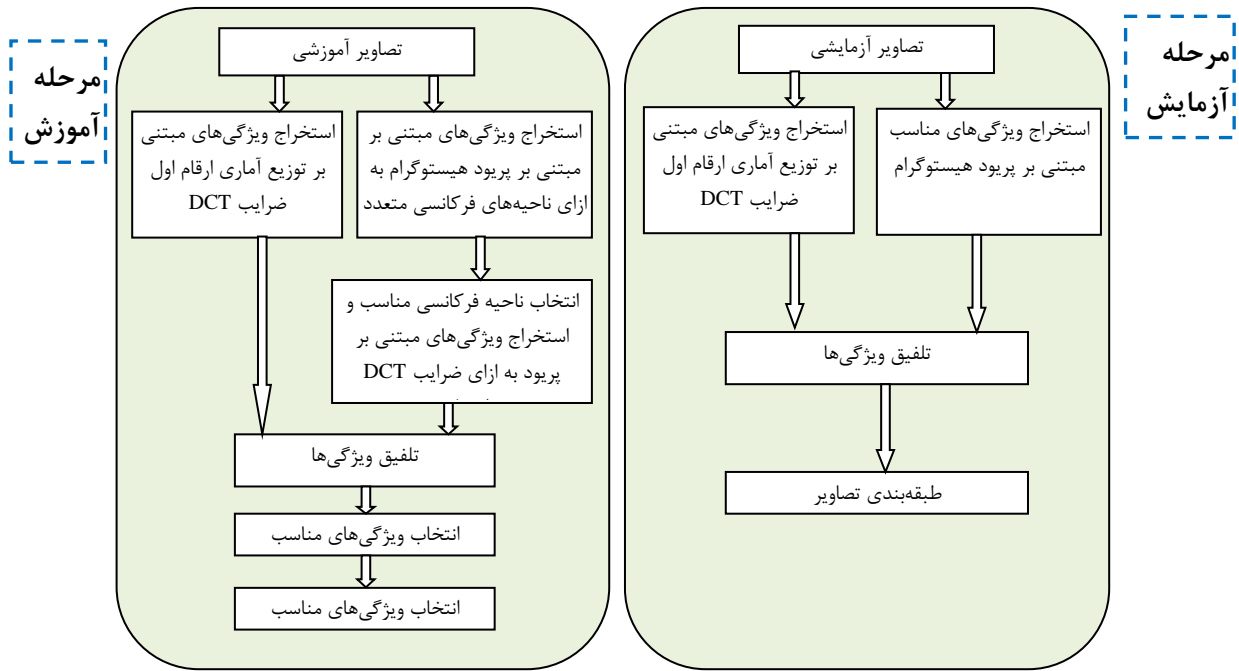 مرحله
آزمایش
تصاویر آزمایشی
استخراج ویژگی‌های مناسب
مبتنی بر پریود هیستوگرام
استخراج ویژگی‌های مبتنی
بر توزیع آماری ارقام اول
ضرایب DCT
تلفیق ویژگی‌ها
طبقه‌بندی تصاویر
مرحله
آموزش
تصاویر آموزشی
استخراج ویژگی‌های مبتنی بر
مبتنی بر پریود هیستوگرام به
ازای ناحیه‌های فرکانسی متعدد
استخراج ویژگی‌های مبتنی
بر توزیع آماری ارقام اول
ضرایب DCT
انتخاب ناحیه فرکانسی مناسب و
استخراج ویژگی‌های مبتنی بر
پریود به ازای ضرایب DCT
تلفیق ویژگی‌ها
انتخاب ویژگی‌های مناسب
انتخاب ویژگی‌های مناسب